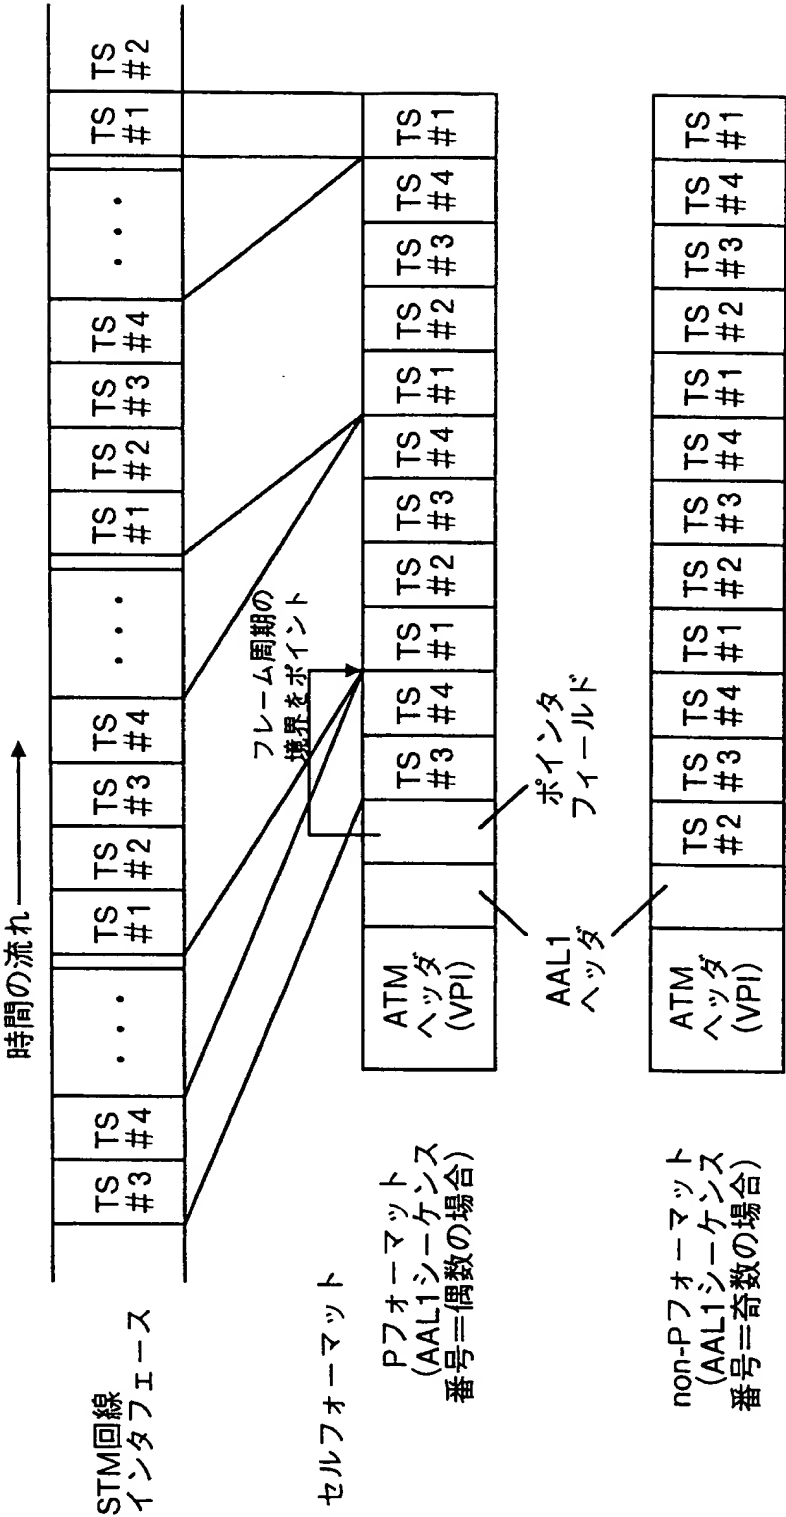 時間の流れ
STM回線
インタフェース
TS
#3
TS
#4
・・・
TS
#1
TS
#2
TS
#3
TS
#4
・・・
TS
#1
TS
#2
TS
#3
TS
#4
・・・
TS
#1
TS
#2
フレーム周期の
境界をポイント
セルフォーマット
Pフォーマット
(AAL1シーケンス
番号=偶数の場合)
ATM
ヘッダ
(VPI)
TS
#3
TS
#4
TS
#1
TS
#2
TS
#3
TS
#4
TS
#1
TS
#2
TS
#3
TS
#4
TS
#1
AAL1
ヘッダ
ポインタ
フィールド
non-Pフォーマット
(AAL1シーケンス
番号=奇数の場合)
ATM
ヘッダ
(VPI)
TS
#2
TS
#3
TS
#4
TS
#1
TS
#2
TS
#3
TS
#4
TS
#1
TS
#2
TS
#3
TS
#4
TS
#1